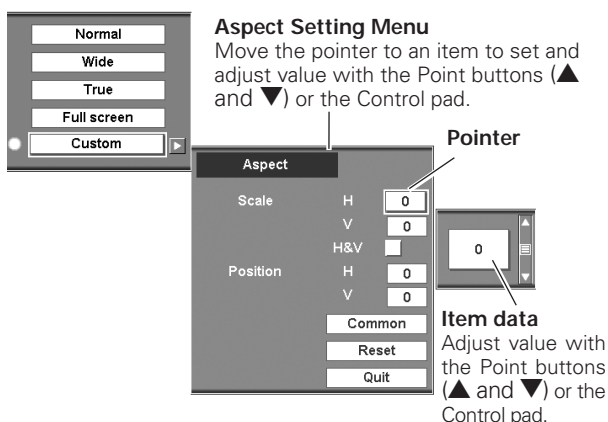 Normal
Wide
True
Full screen
Custom
Aspect Setting Menu
Move the pointer to an item to set and
adjust value with the Point buttons (▲
and ▼) or the Control pad.
Pointer
Aspect
Scale H 0
V 0
H&V
Position H 0
V 0
Common
Reset
Quit
0
Item data
Adjust value with
the Point buttons
(▲ and ▼) or the
Control pad.